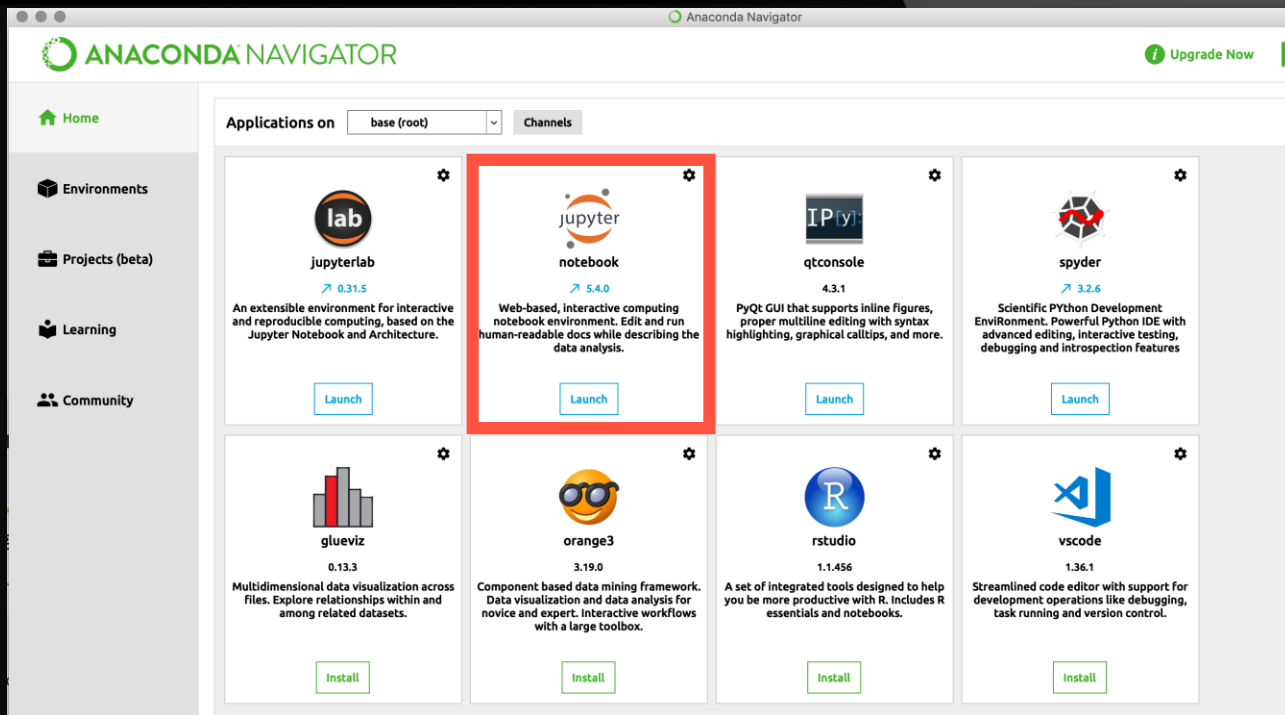 Anaconda Navigator
ANACONDA NAVIGATOR
Upgrade Now
Home
Applications on base (root) Channels
Environments
Projects (beta)
Learning
Community
lab
jupyterlab
0.31.5
An extensible environment for interactive
and reproducible computing, based on the
Jupyter Notebook and Architecture.
Launch
jupyter
notebook
5.4.0
Web-based, interactive computing
notebook environment. Edit and run
human-readable docs while describing the
data analysis.
Launch
IP[y]:
qtconsole
4.3.1
PyQt GUI that supports inline figures,
proper multiline editing with syntax
highlighting, graphical calltips, and more.
Launch
spyder
3.2.6
Scientific PYthon Development
EnviRonment. Powerful Python IDE with
advanced editing, interactive testing,
debugging and introspection features
Launch
glueviz
0.13.3
Multidimensional data visualization across
files. Explore relationships within and
among related datasets.
Install
orange3
3.19.0
Component based data mining framework.
Data visualization and data analysis for
novice and expert. Interactive workflows
with a large toolbox.
Install
R
rstudio
1.1.456
A set of integrated tools designed to help
you be more productive with R. Includes R
essentials and notebooks.
Install
vscode
1.36.1
Streamlined code editor with support for
development operations like debugging,
task running and version control.
Install